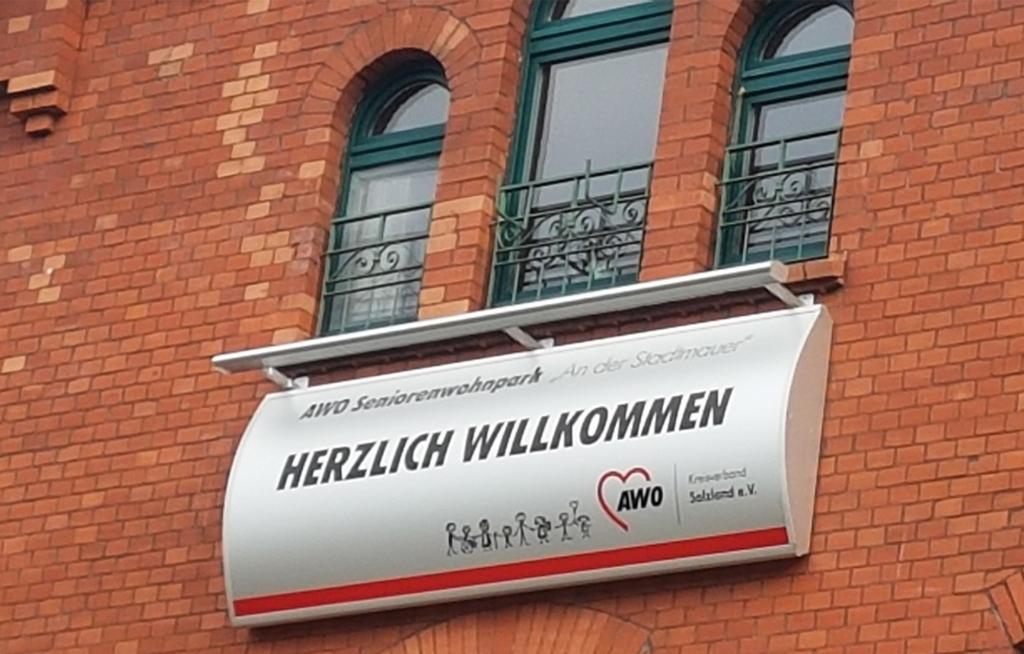 AWO Seniorenwohnpark „An der Stadtmauer"
HERZLICH WILLKOMMEN
AWO
Kreisverband
Salzland e.V.